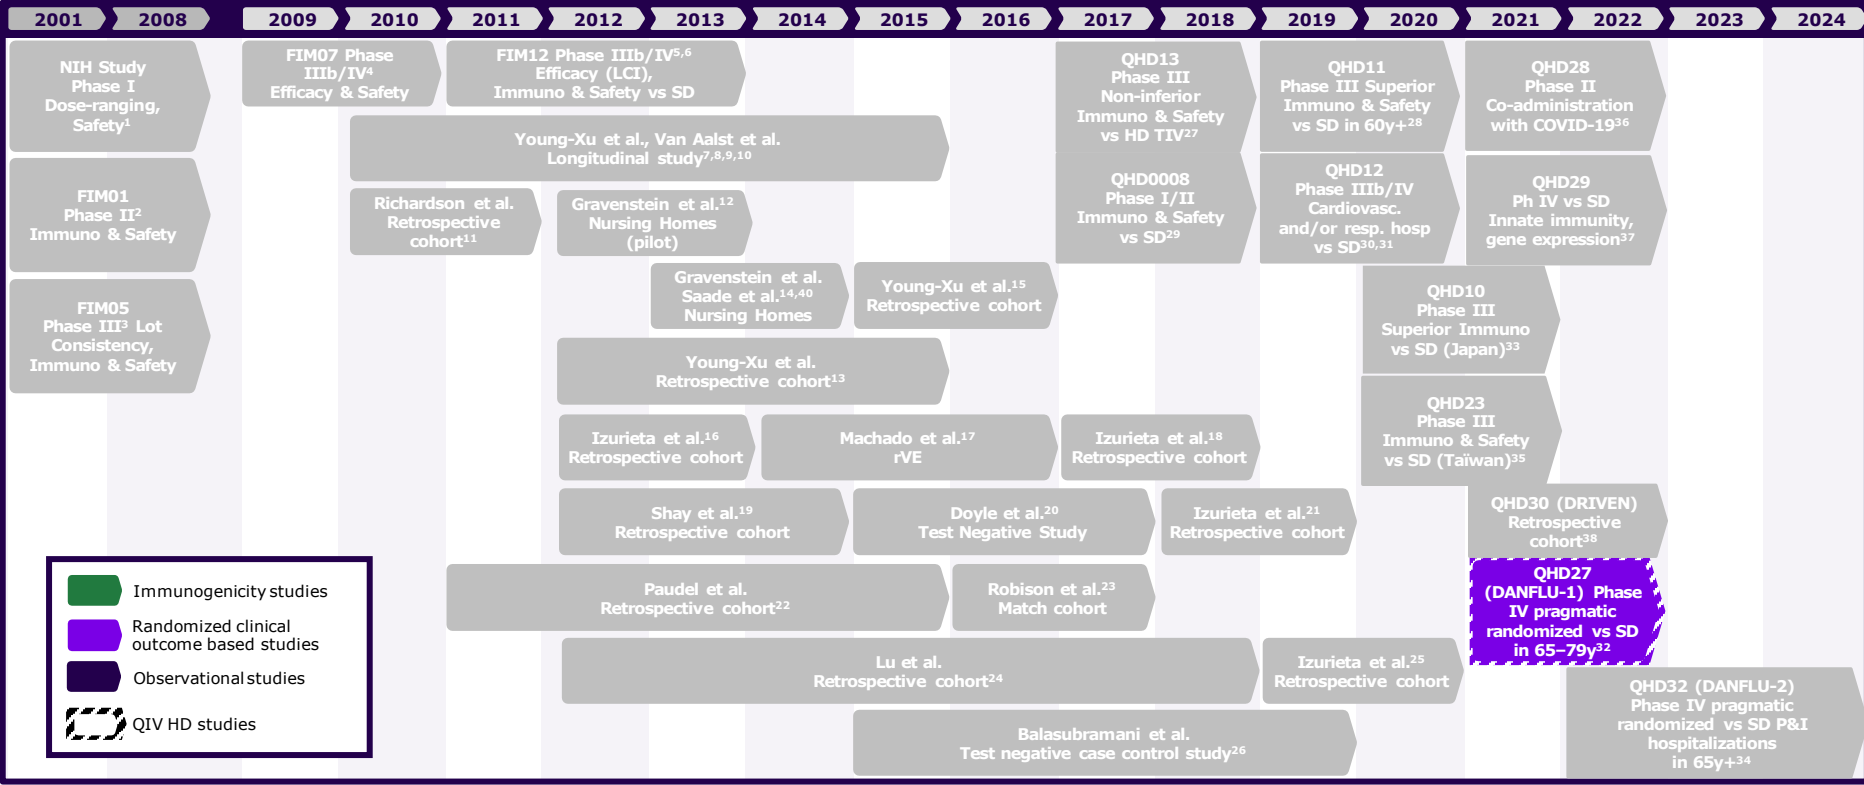 2001 2008 2009 2010 2011 2012 2013 2014 2015 2016 2017 2018 2019 2020 2021 2022 2023 2024
NIH Study
Phase I
Dose-ranging,
Safety¹
FIM01
Phase II²
Immuno & Safety
FIM05
Phase III³ Lot
Consistency,
Immuno & Safety
FIM07 Phase
IIIb/IV⁴
Efficacy & Safety
FIM12 Phase IIIb/IV⁵,⁶
Efficacy (LCI),
Immuno & Safety vs SD
Young-Xu et al., Van Aalst et al.
Longitudinal study⁷,⁸,⁹,¹⁰
Richardson et al.
Retrospective
cohort¹¹
Gravenstein et al.¹²
Nursing Homes
(pilot)
Gravenstein et al.
Saade et al.¹⁴,⁴⁰
Nursing Homes
Young-Xu et al.¹⁵
Retrospective cohort
Young-Xu et al.
Retrospective cohort¹³
Izurieta et al.¹⁶
Retrospective cohort
Machado et al.¹⁷
rVE
Izurieta et al.¹⁸
Retrospective cohort
Shay et al.¹⁹
Retrospective cohort
Doyle et al.²⁰
Test Negative Study
Izurieta et al.²¹
Retrospective cohort
Paudel et al.
Retrospective cohort²²
Robison et al.²³
Match cohort
Lu et al.
Retrospective cohort²⁴
Izurieta et al.²⁵
Retrospective cohort
Balasubramani et al.
Test negative case control study²⁶
QHD13
Phase III
Non-inferior
Immuno & Safety
vs HD TIV²⁷
QHD0008
Phase I/II
Immuno & Safety
vs SD²⁹
QHD11
Phase III Superior
Immuno & Safety
vs SD in 60y+²⁸
QHD12
Phase IIIb/IV
Cardiovasc.
and/or resp. hosp
vs SD³⁰,³¹
QHD28
Phase II
Co-administration
with COVID-19³⁶
QHD29
Ph IV vs SD
Innate immunity,
gene expression³⁷
QHD10
Phase III
Superior Immuno
vs SD (Japan)³³
QHD23
Phase III
Immuno & Safety
vs SD (Taïwan)³⁵
QHD30 (DRIVEN)
Retrospective
cohort³⁸
QHD27
(DANFLU-1) Phase
IV pragmatic
randomized vs SD
in 65–79y³²
QHD32 (DANFLU-2)
Phase IV pragmatic
randomized vs SD P&I
hospitalizations
in 65y+³⁴
Immunogenicity studies
Randomized clinical
outcome based studies
Observational studies
QIV HD studies